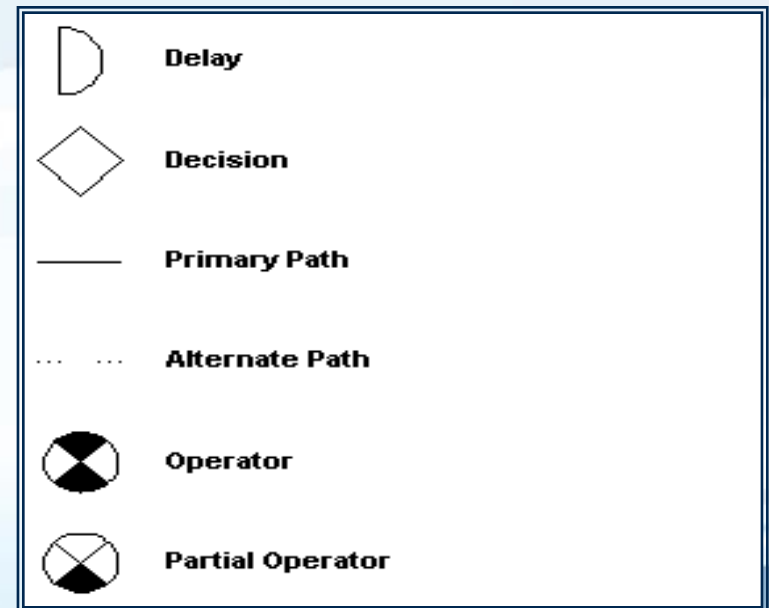 Delay
Decision
Primary Path
Alternate Path
Operator
Partial Operator